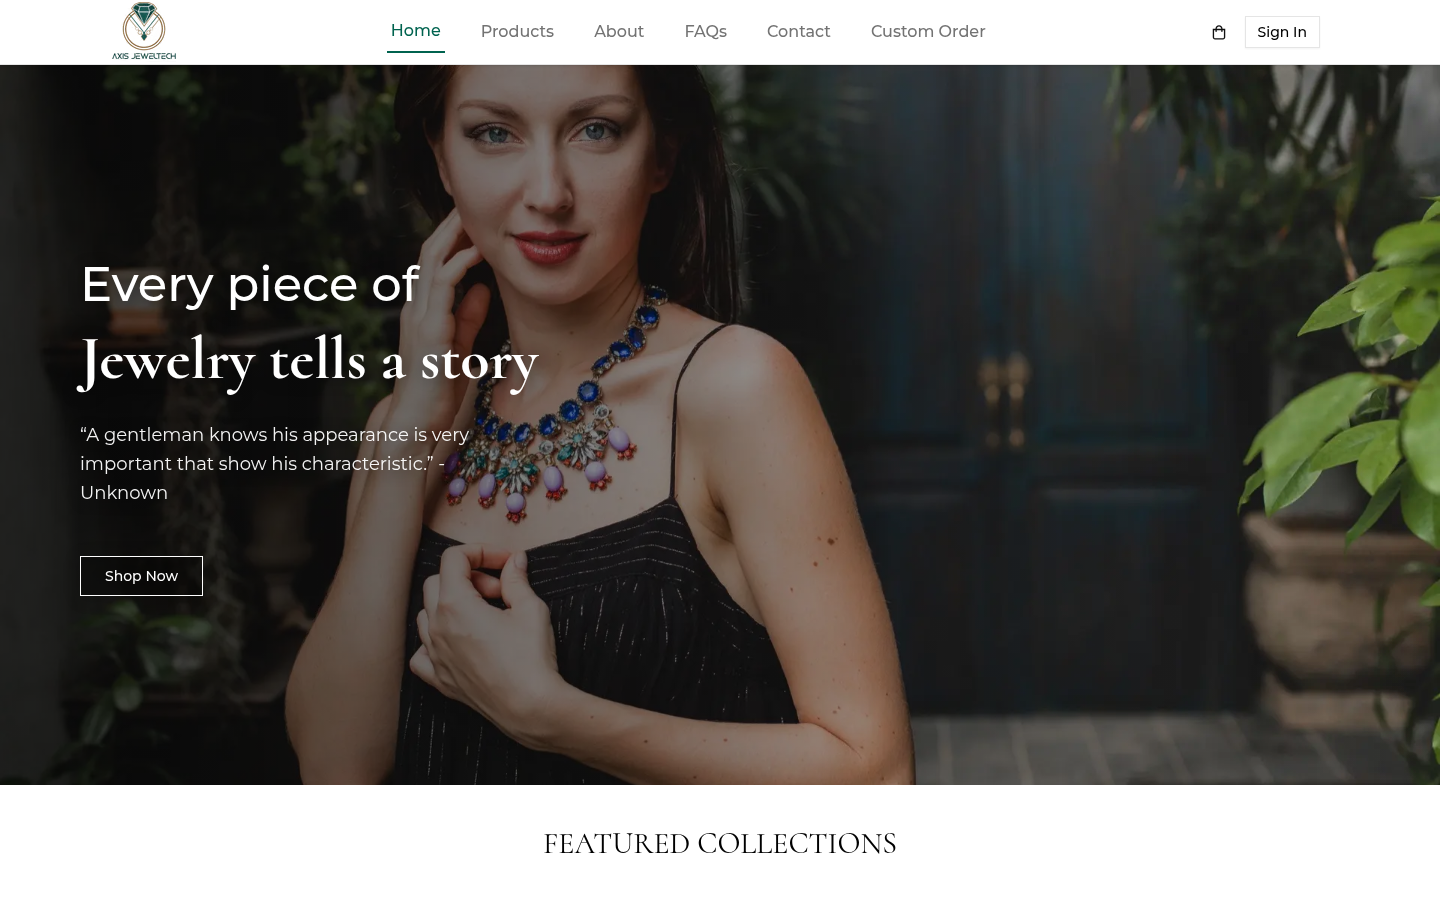 AXIS JEWELTECH
Home
Products
About
FAQs
Contact
Custom Order
Sign In
Every piece of
Jewelry tells a story
“A gentleman knows his appearance is very
important that show his characteristic.” -
Unknown
Shop Now
FEATURED COLLECTIONS